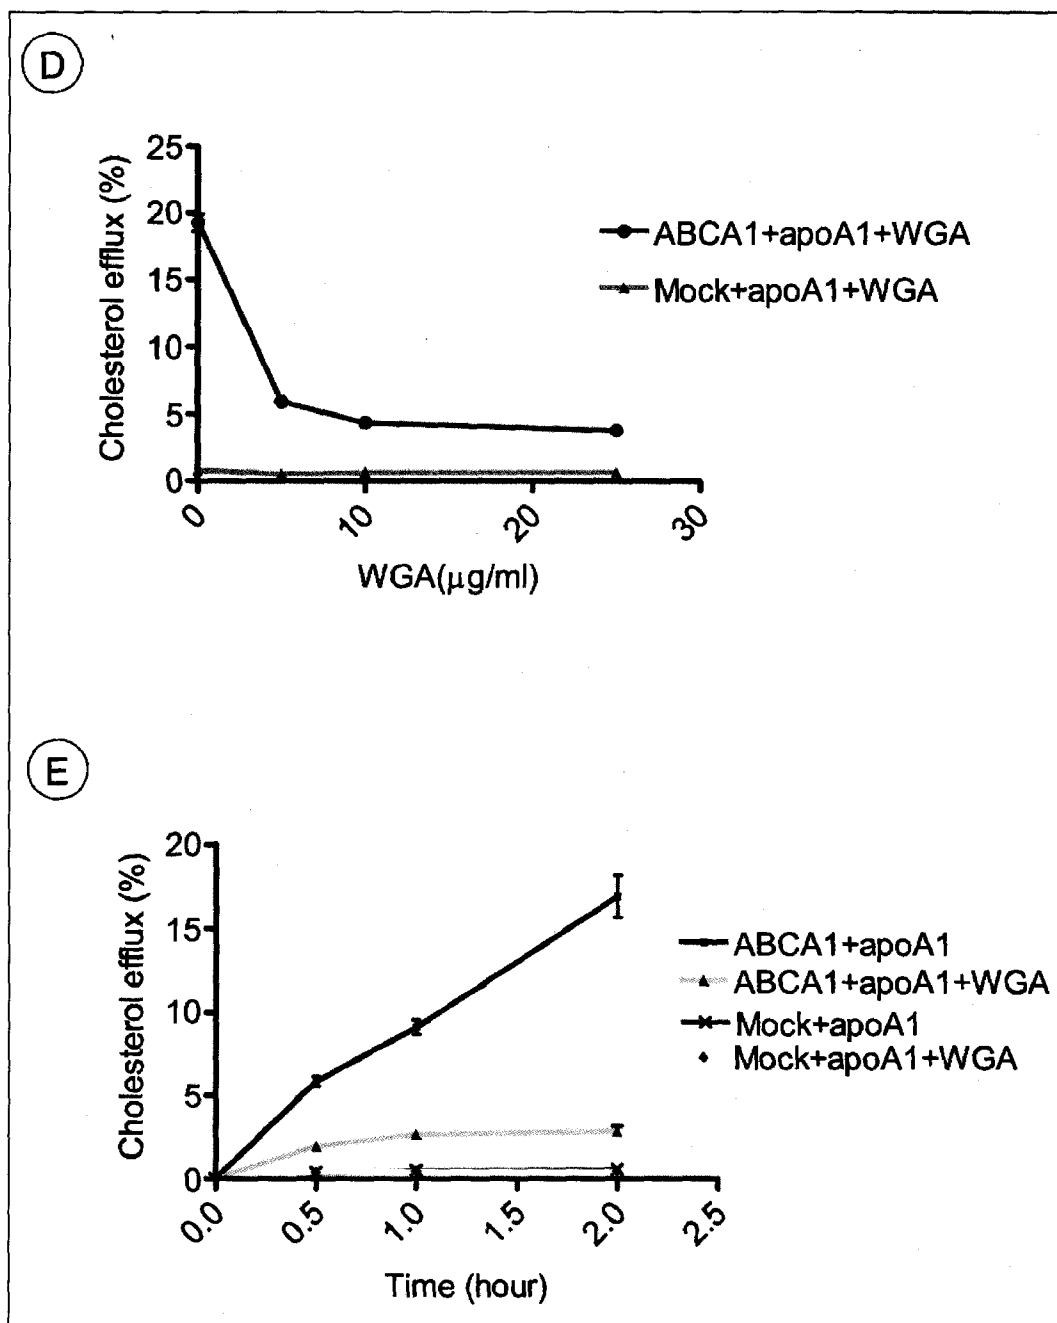 D
Cholesterol efflux (%)
25
20
15
10
5
0
0
10
20
30
WGA(μg/ml)
ABCA1+apoA1+WGA
Mock+apoA1+WGA
E
Cholesterol efflux (%)
20
15
10
5
0
0.0
0.5
1.0
1.5
2.0
2.5
Time (hour)
ABCA1+apoA1
ABCA1+apoA1+WGA
Mock+apoA1
Mock+apoA1+WGA